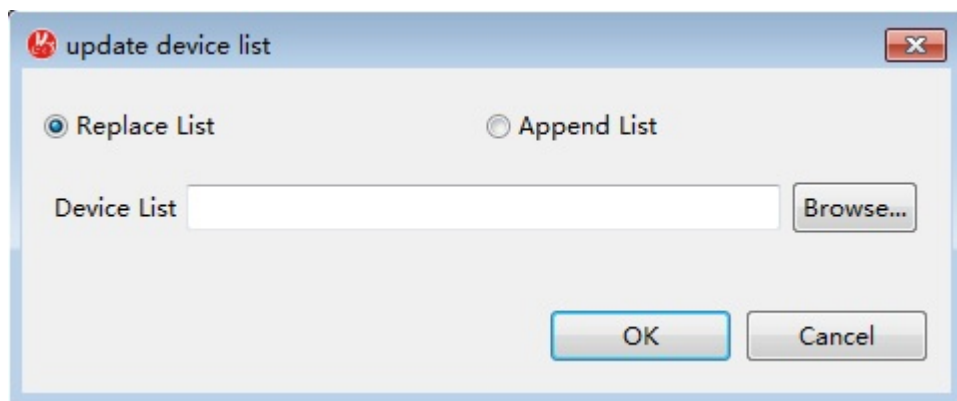 update device list
Replace List Append List
Device List Browse...
OK Cancel